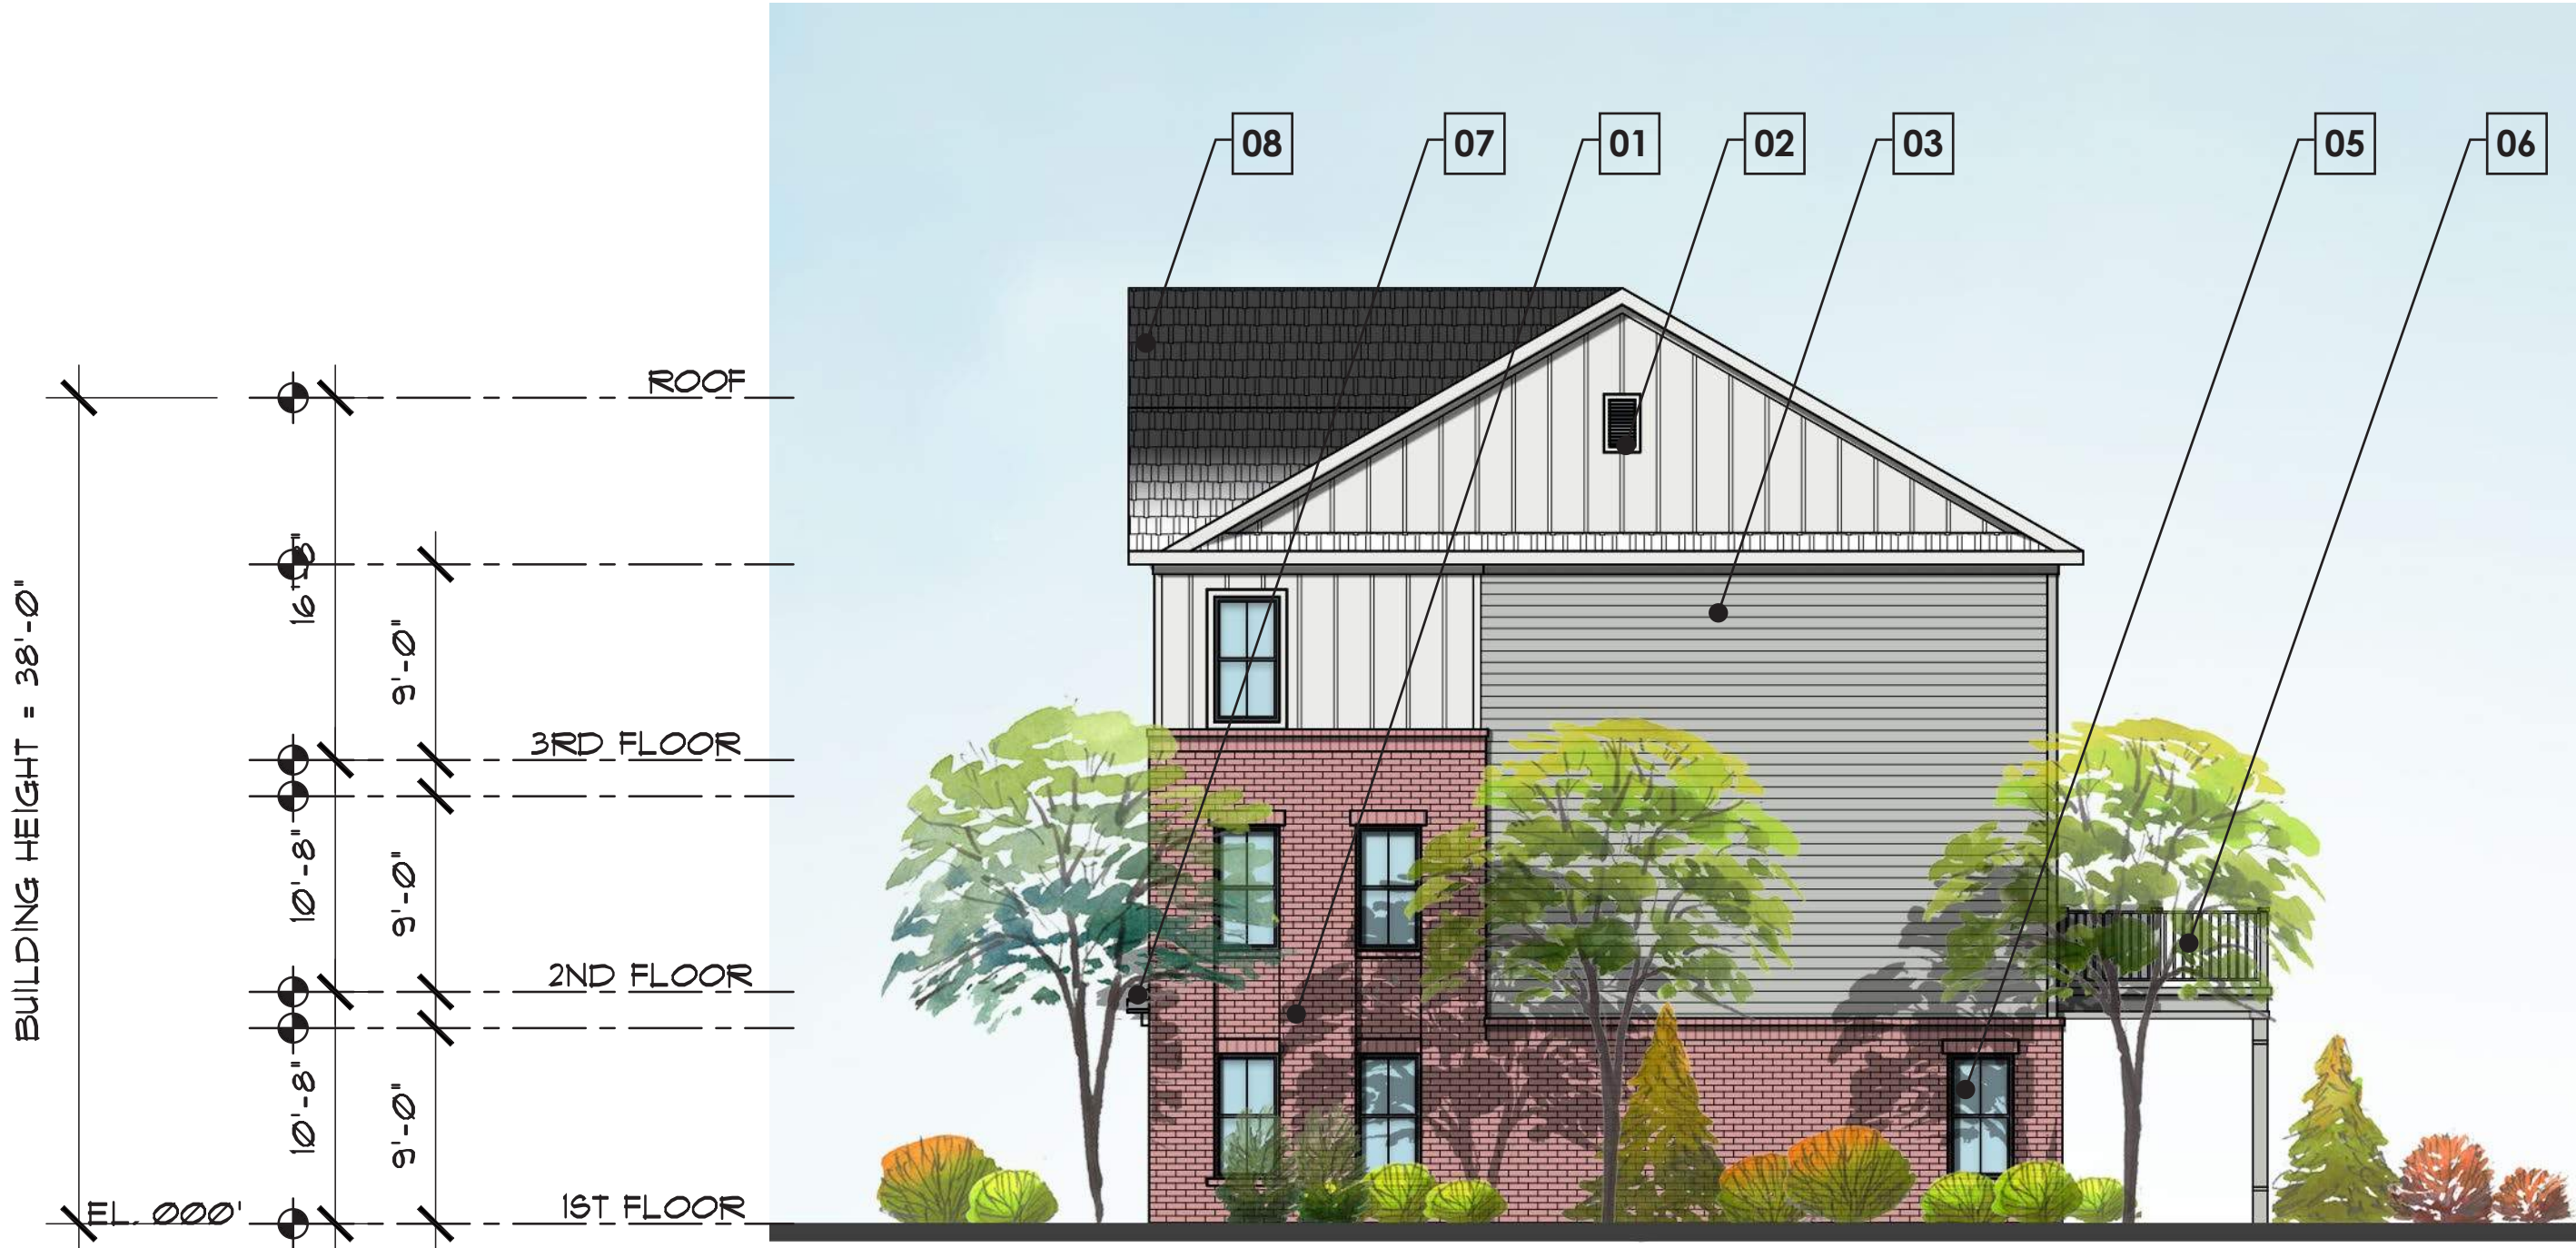 08
07
01
02
03
05
06
ROOF
16'-8"
9'-0"
BUILDING HEIGHT = 38'-0"
3RD FLOOR
10'-8"
9'-0"
2ND FLOOR
10'-8"
9'-0"
1ST FLOOR
EL. 000'